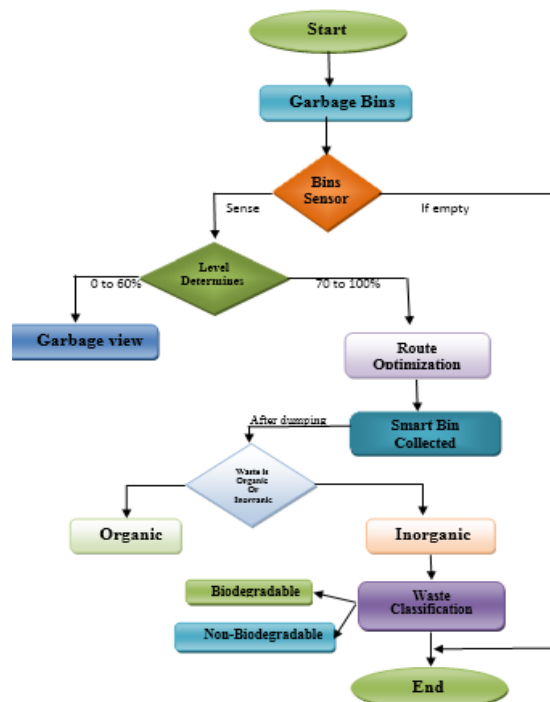 Start
Garbage Bins
Bins
Sensor
Sense
If empty
Level
Determines
0 to 60%
70 to 100%
Garbage view
Route
Optimization
After dumping
Smart Bin
Collected
Waste is
Organic
Or
Inorganic
Organic
Inorganic
Biodegradable
Waste
Classification
Non-Biodegradable
End